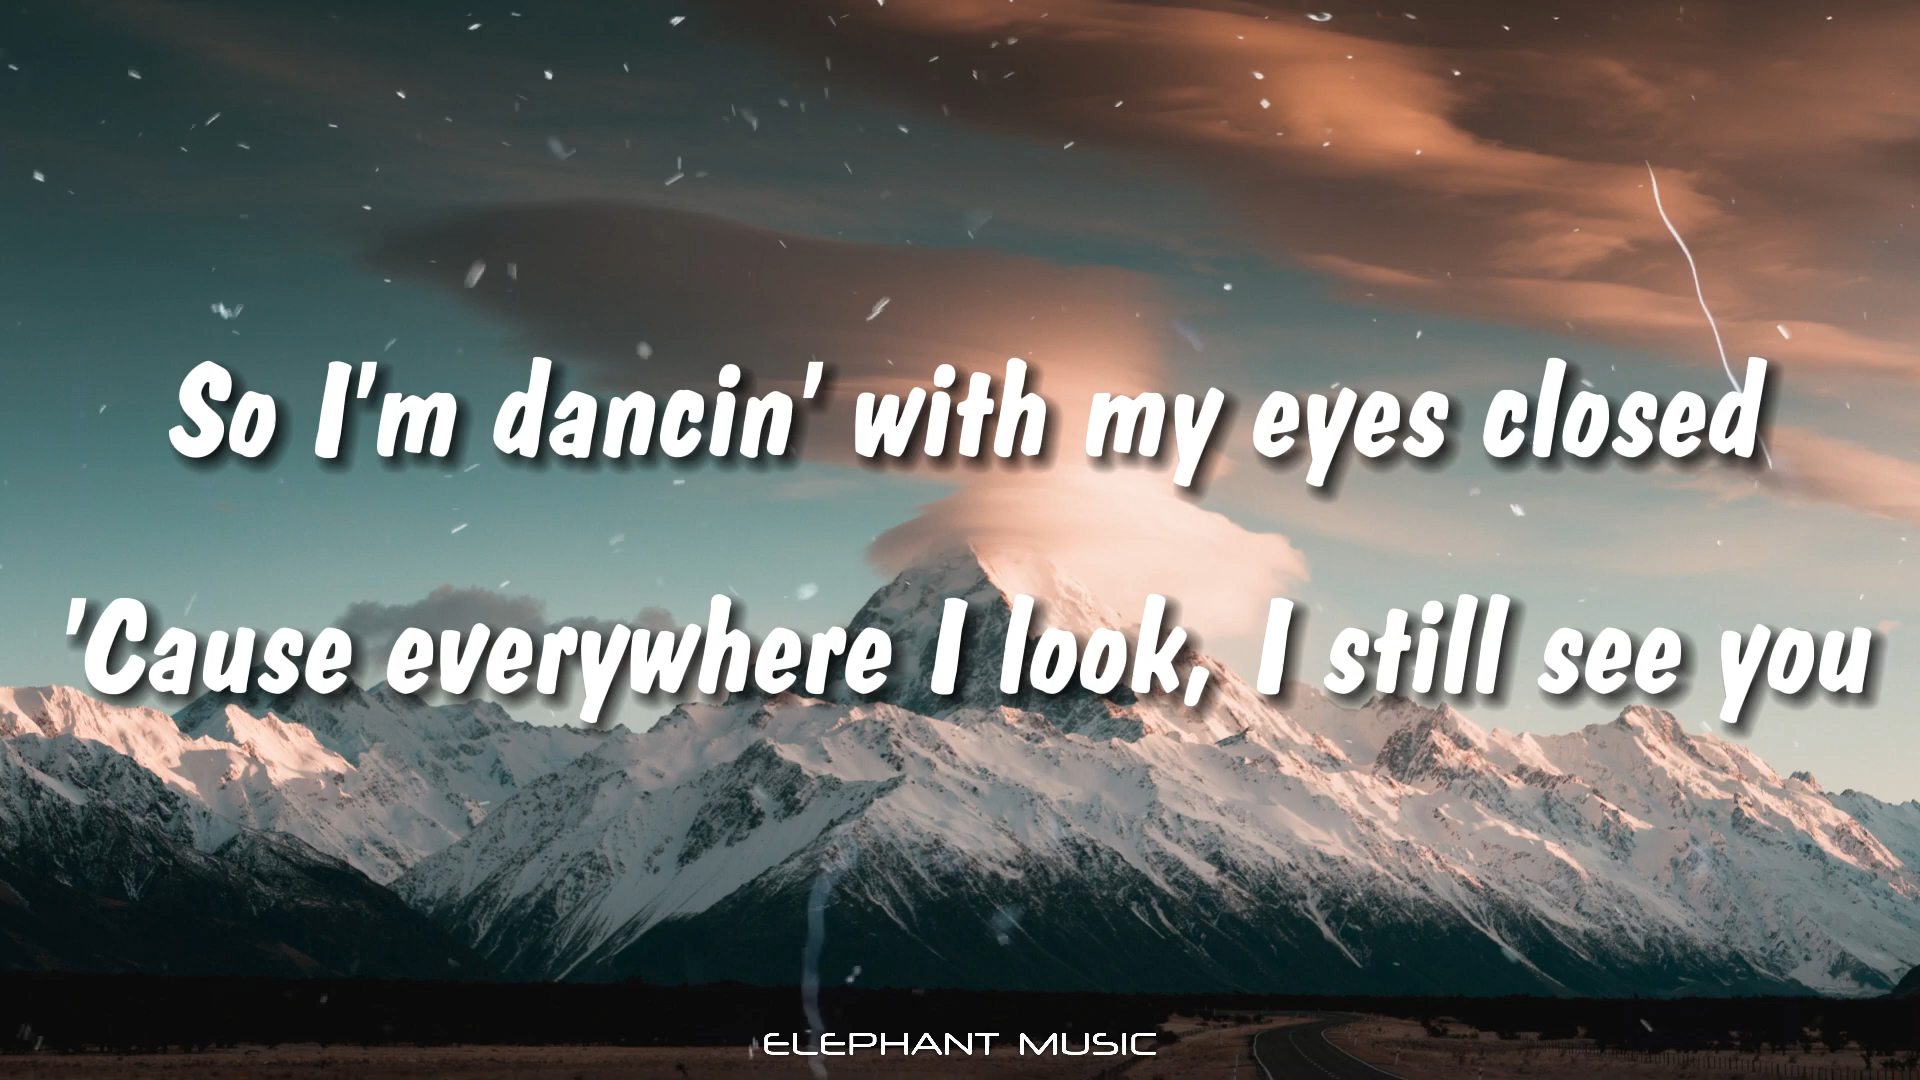 So I'm dancin' with my eyes closed
'Cause everywhere I look, I still see you
ELEPHANT MUSIC